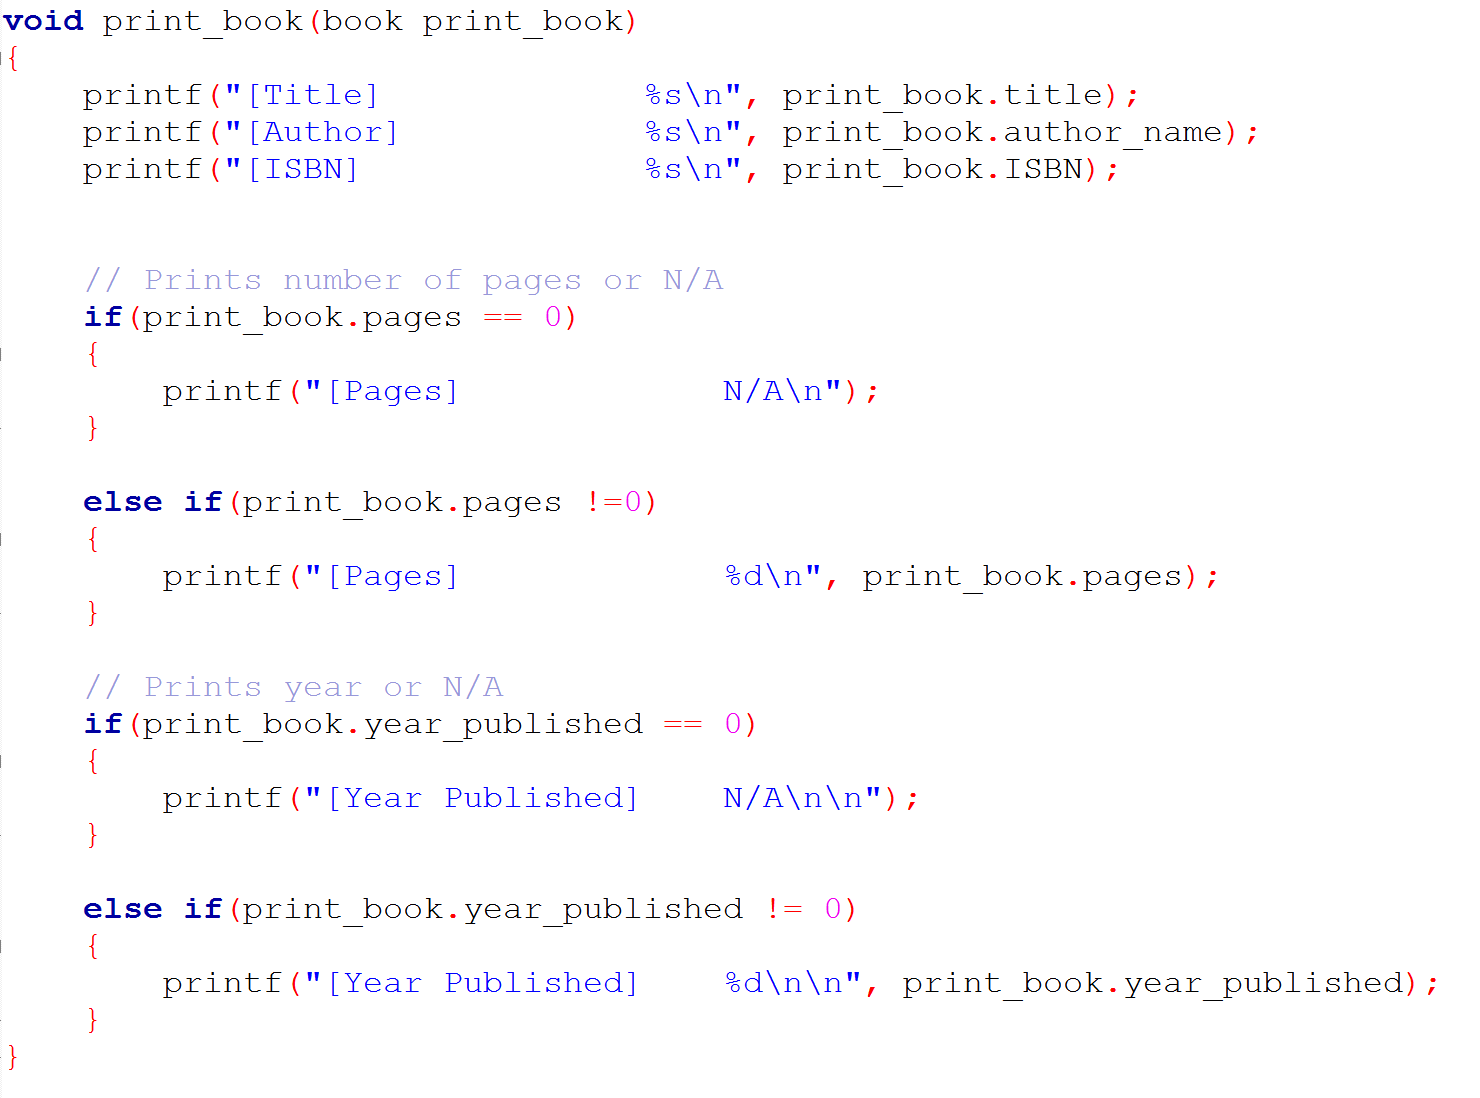 void print_book(book print_book)
{
    printf("[Title]             %s\n", print_book.title);
    printf("[Author]            %s\n", print_book.author_name);
    printf("[ISBN]              %s\n", print_book.ISBN);
    // Prints number of pages or N/A
    if(print_book.pages == 0)
    {
        printf("[Pages]             N/A\n");
    }
    else if(print_book.pages !=0)
    {
        printf("[Pages]             %d\n", print_book.pages);
    }
    // Prints year or N/A
    if(print_book.year_published == 0)
    {
        printf("[Year Published]    N/A\n\n");
    }
    else if(print_book.year_published != 0)
    {
        printf("[Year Published]    %d\n\n", print_book.year_published);
    }
}